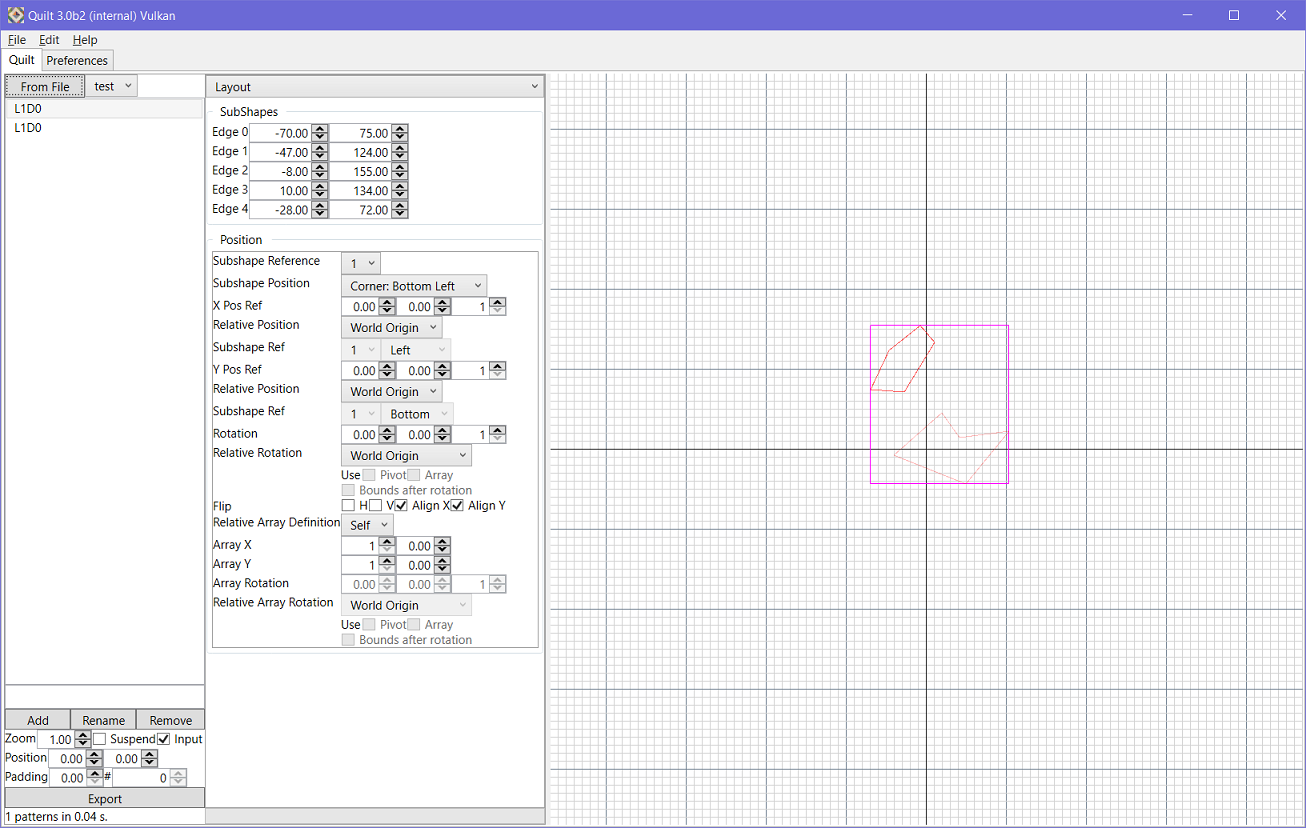 Quilt 3.0b2 (internal) Vulkan
File Edit Help
Quilt Preferences
From File test Layout
L1D0
L1D0
SubShapes
Edge 0 -70.00 75.00
Edge 1 -47.00 124.00
Edge 2 -8.00 155.00
Edge 3 10.00 134.00
Edge 4 -28.00 72.00
Position
Subshape Reference 1
Subshape Position Corner: Bottom Left
X Pos Ref 0.00 0.00 1
Relative Position World Origin
Subshape Ref 1 Left
Y Pos Ref 0.00 0.00 1
Relative Position World Origin
Subshape Ref 1 Bottom
Rotation 0.00 0.00 1
Relative Rotation World Origin
Use Pivot Array
Bounds after rotation
Flip H V Align X Align Y
Relative Array Definition Self
Array X 1 0.00
Array Y 1 0.00
Array Rotation 0.00 0.00 1
Relative Array Rotation World Origin
Use Pivot Array
Bounds after rotation
Add Rename Remove
Zoom 1.00 Suspend Input
Position 0.00 0.00
Padding 0.00 # 0
Export
1 patterns in 0.04 s.